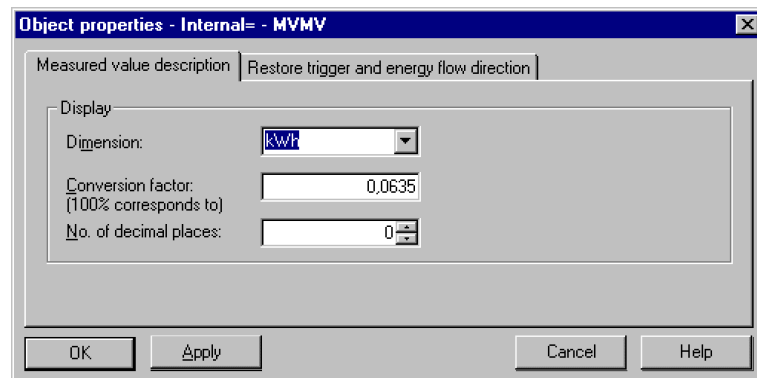 Object properties - Internal= - MVMV
Measured value description
Restore trigger and energy flow direction
Display
Dimension:
kWh
Conversion factor:
0,0635
(100% corresponds to)
No. of decimal places:
0
OK
Apply
Cancel
Help